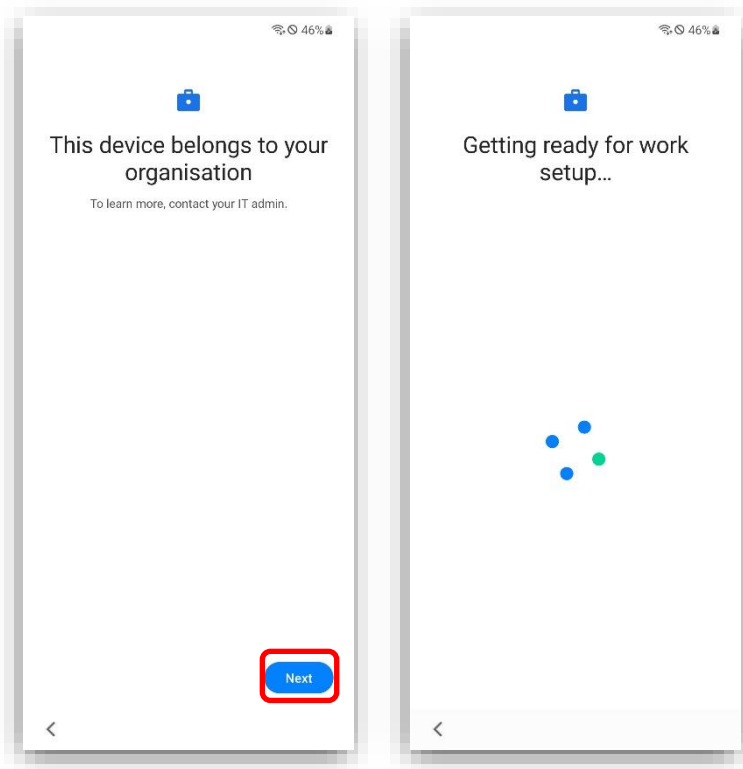 46%
This device belongs to your
organisation
To learn more, contact your IT admin.
Next
46%
Getting ready for work
setup...